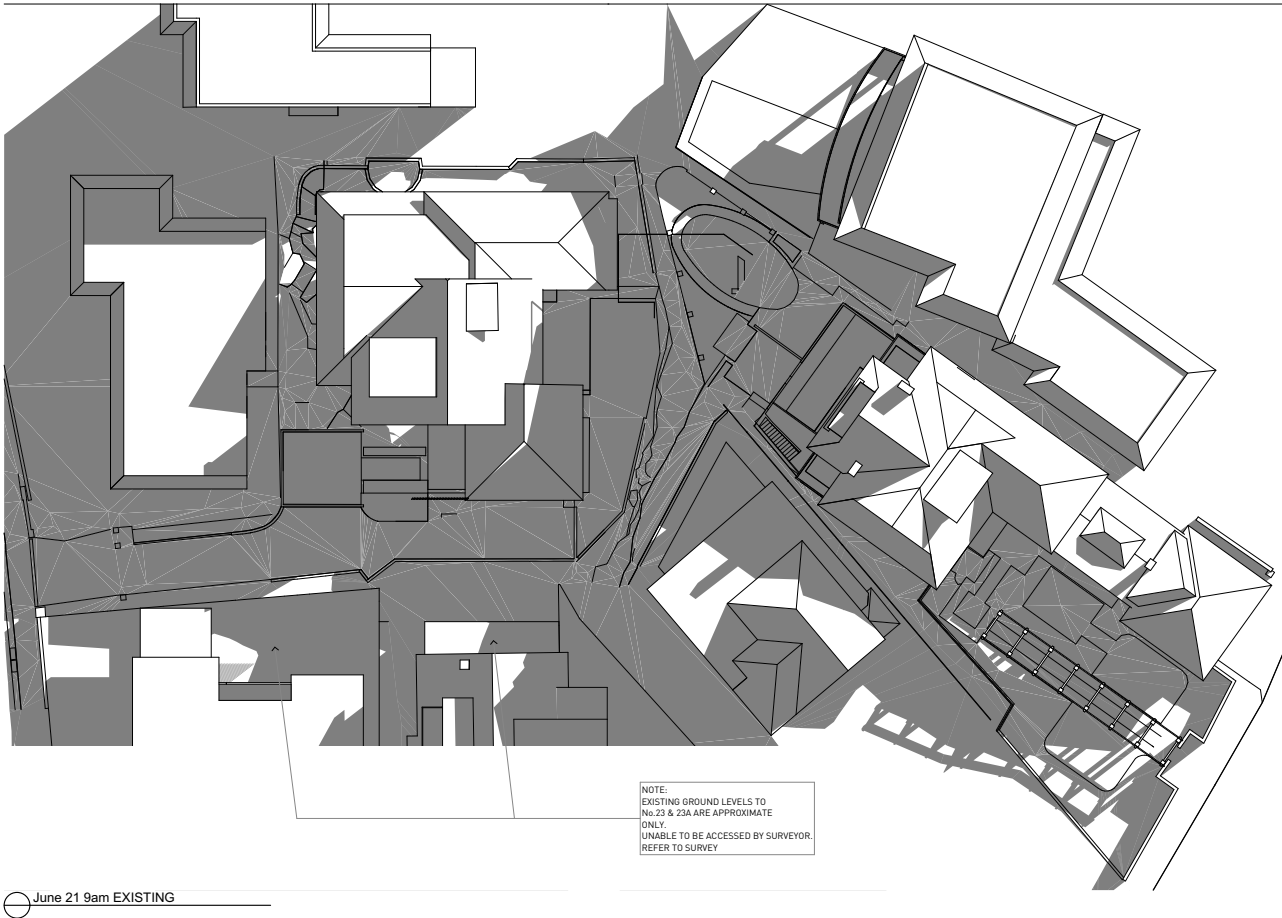 NOTE:
EXISTING GROUND LEVELS TO
No.23 & 23A ARE APPROXIMATE
ONLY.
UNABLE TO BE ACCESSED BY SURVEYOR.
REFER TO SURVEY
June 21 9am EXISTING